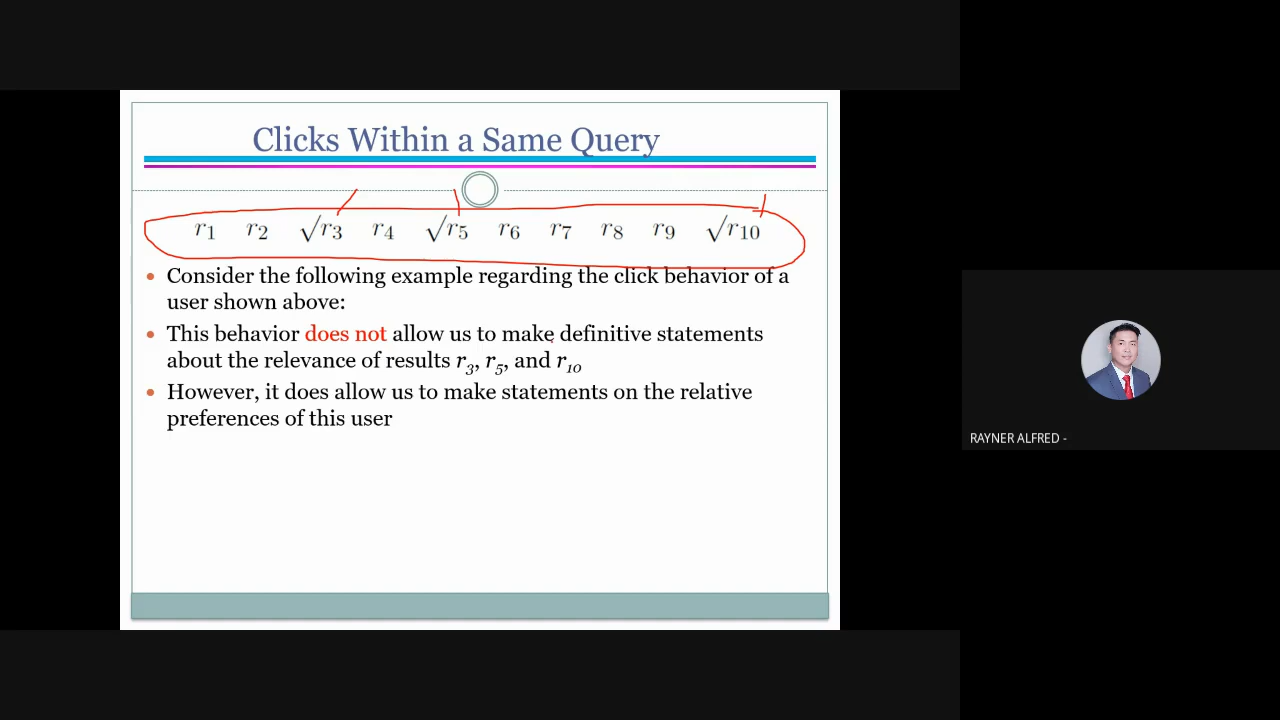 Clicks Within a Same Query
r1 r2 √r3 r4 √r5 r6 r7 r8 r9 √r10
• Consider the following example regarding the click behavior of a
user shown above:
• This behavior does not allow us to make definitive statements
about the relevance of results r3, r5, and r10
• However, it does allow us to make statements on the relative
preferences of this user
RAYNER ALFRED -